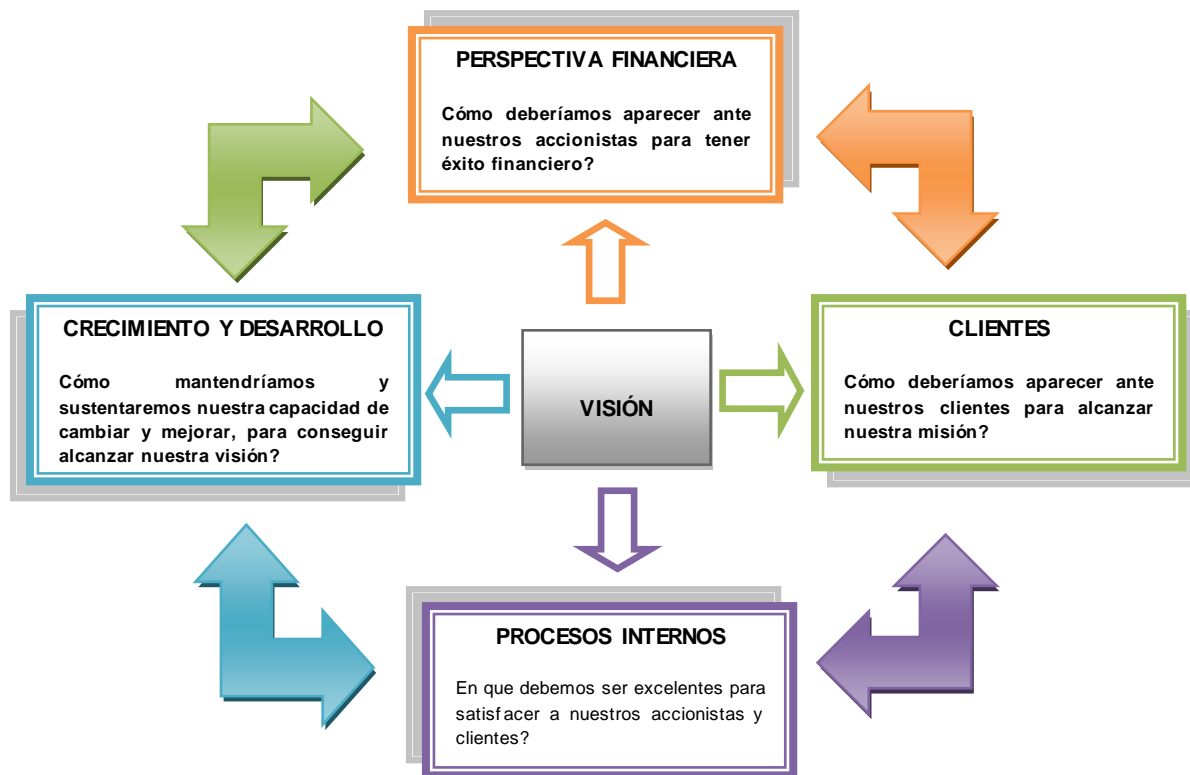 PERSPECTIVA FINANCIERA
Cómo deberíamos aparecer ante
nuestros accionistas para tener
éxito financiero?
CRECIMIENTO Y DESARROLLO
Cómo mantendríamos y
sustentaremos nuestra capacidad de
cambiar y mejorar, para conseguir
alcanzar nuestra visión?
VISIÓN
CLIENTES
Cómo deberíamos aparecer ante
nuestros clientes para alcanzar
nuestra misión?
PROCESOS INTERNOS
En que debemos ser excelentes para
satisfacer a nuestros accionistas y
clientes?